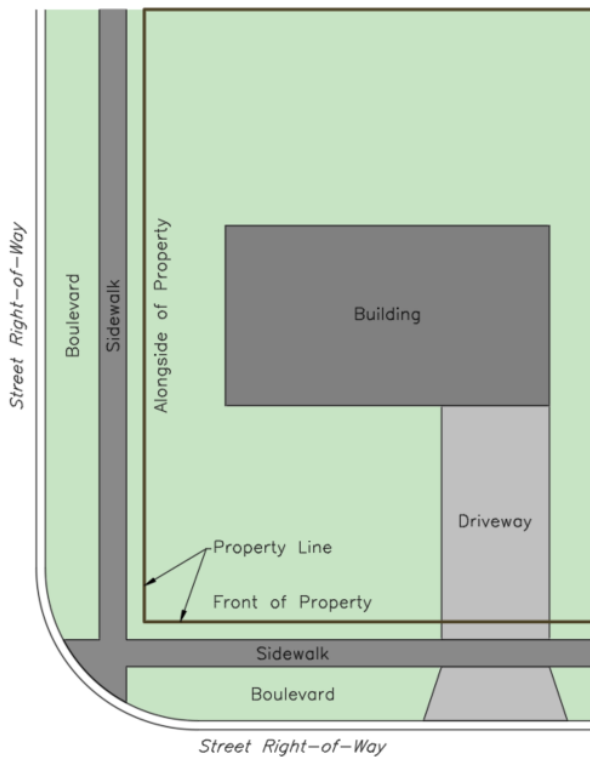 Street Right-of-Way
Boulevard
Sidewalk
Alongside of Property
Building
Driveway
Property Line
Front of Property
Sidewalk
Boulevard
Street Right-of-Way